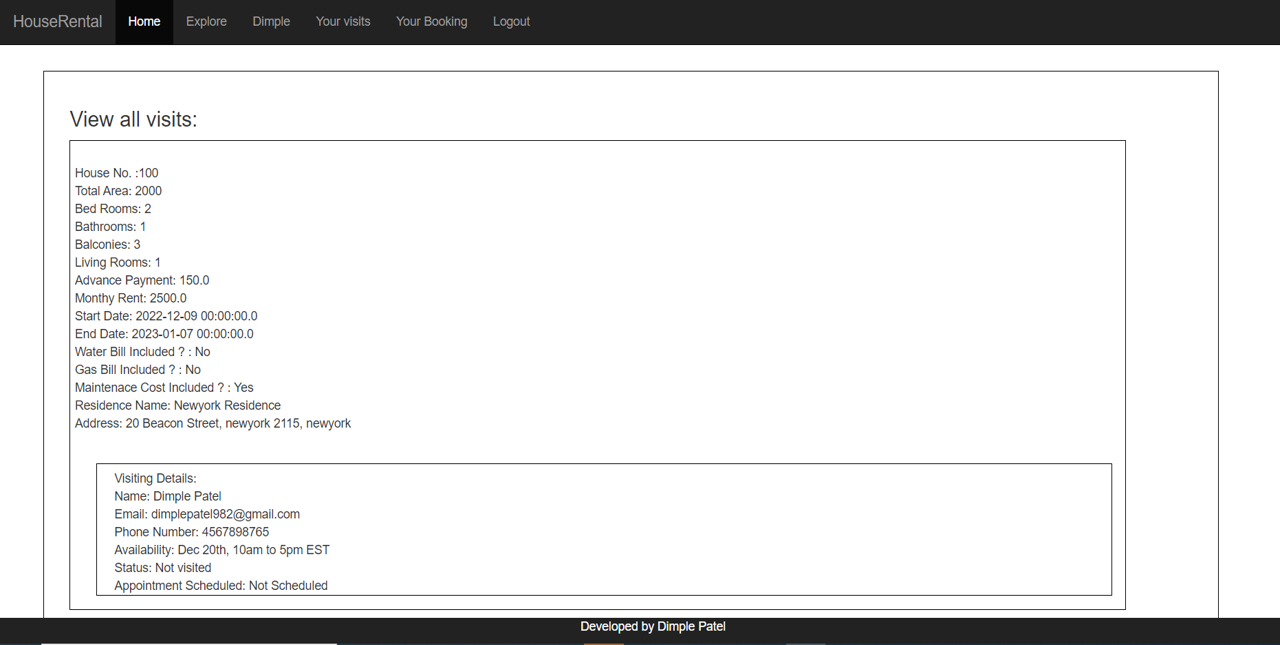 HouseRental Home Explore Dimple Your visits Your Booking Logout
View all visits:
House No. :100
Total Area: 2000
Bed Rooms: 2
Bathrooms: 1
Balconies: 3
Living Rooms: 1
Advance Payment: 150.0
Monthy Rent: 2500.0
Start Date: 2022-12-09 00:00:00.0
End Date: 2023-01-07 00:00:00.0
Water Bill Included ? : No
Gas Bill Included ? : No
Maintenace Cost Included ? : Yes
Residence Name: Newyork Residence
Address: 20 Beacon Street, newyork 2115, newyork
Visiting Details:
Name: Dimple Patel
Email: dimplepatel982@gmail.com
Phone Number: 4567898765
Availability: Dec 20th, 10am to 5pm EST
Status: Not visited
Appointment Scheduled: Not Scheduled
Developed by Dimple Patel